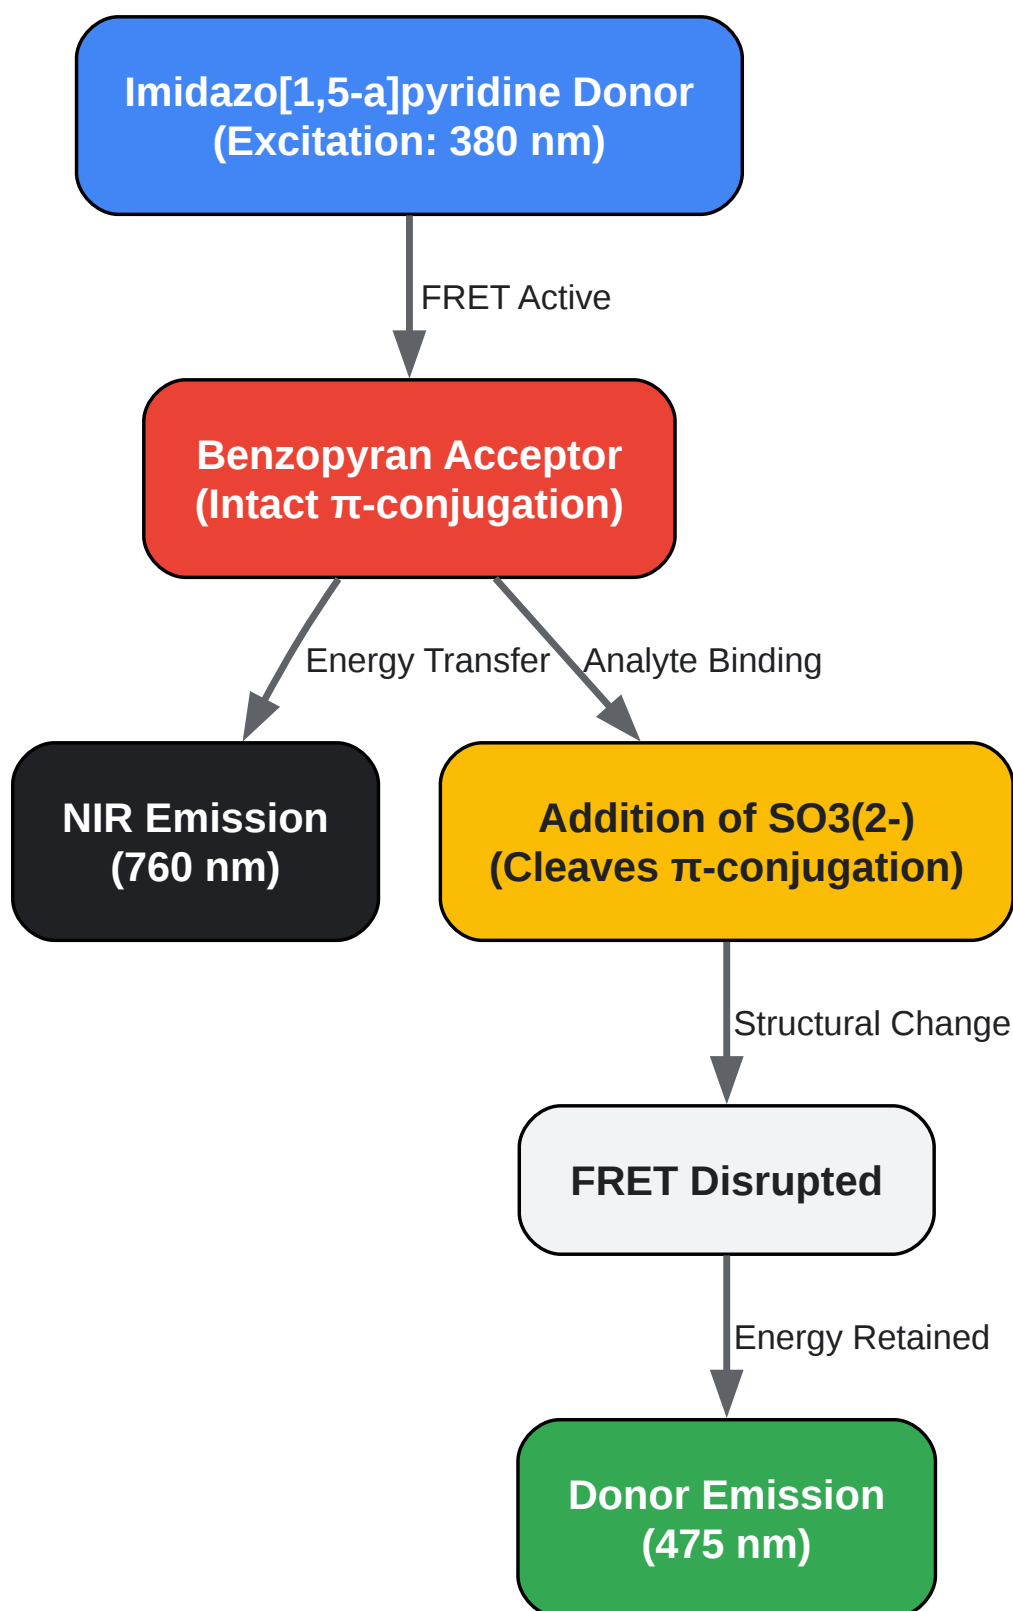 Imidazo[1,5-a]pyridine Donor
(Excitation: 380 nm)
FRET Active
Benzopyran Acceptor
(Intact π-conjugation)
Energy Transfer
Analyte Binding
NIR Emission
(760 nm)
Addition of SO3(2-)
(Cleaves π-conjugation)
Structural Change
FRET Disrupted
Energy Retained
Donor Emission
(475 nm)